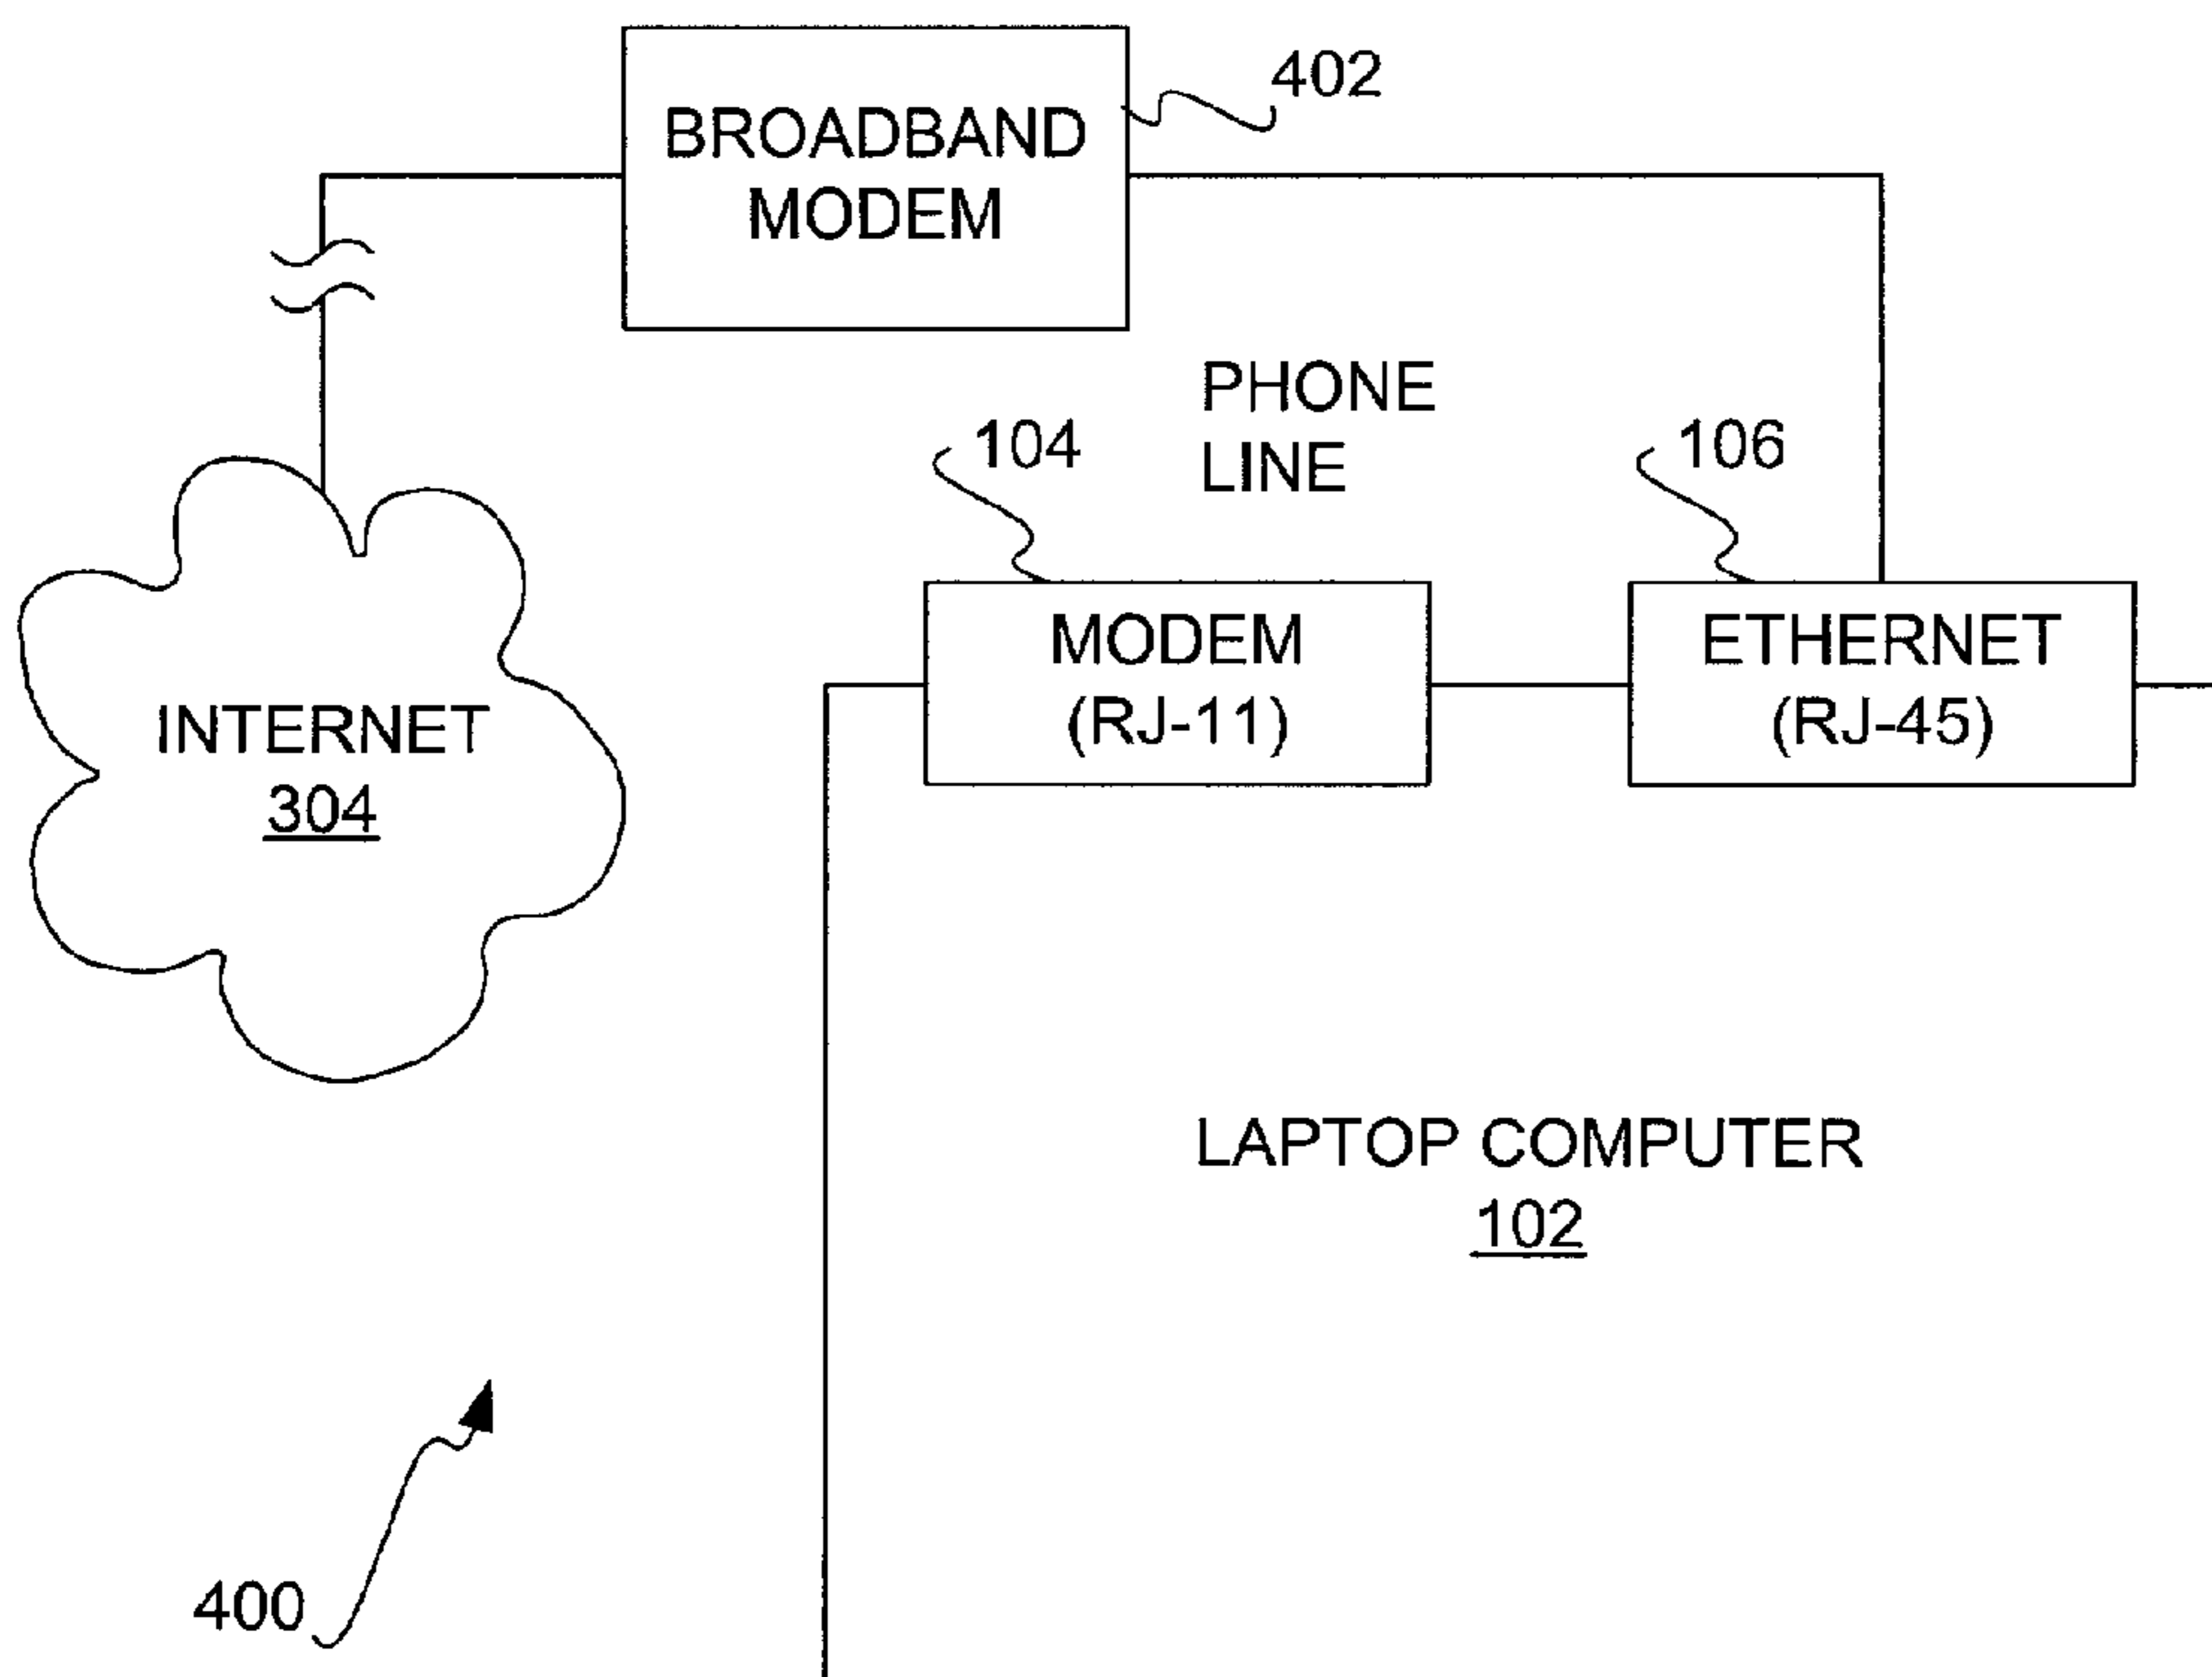 402
BROADBAND
MODEM
PHONE
LINE
104
106
MODEM
(RJ-11)
ETHERNET
(RJ-45)
INTERNET
304
LAPTOP COMPUTER
102
400